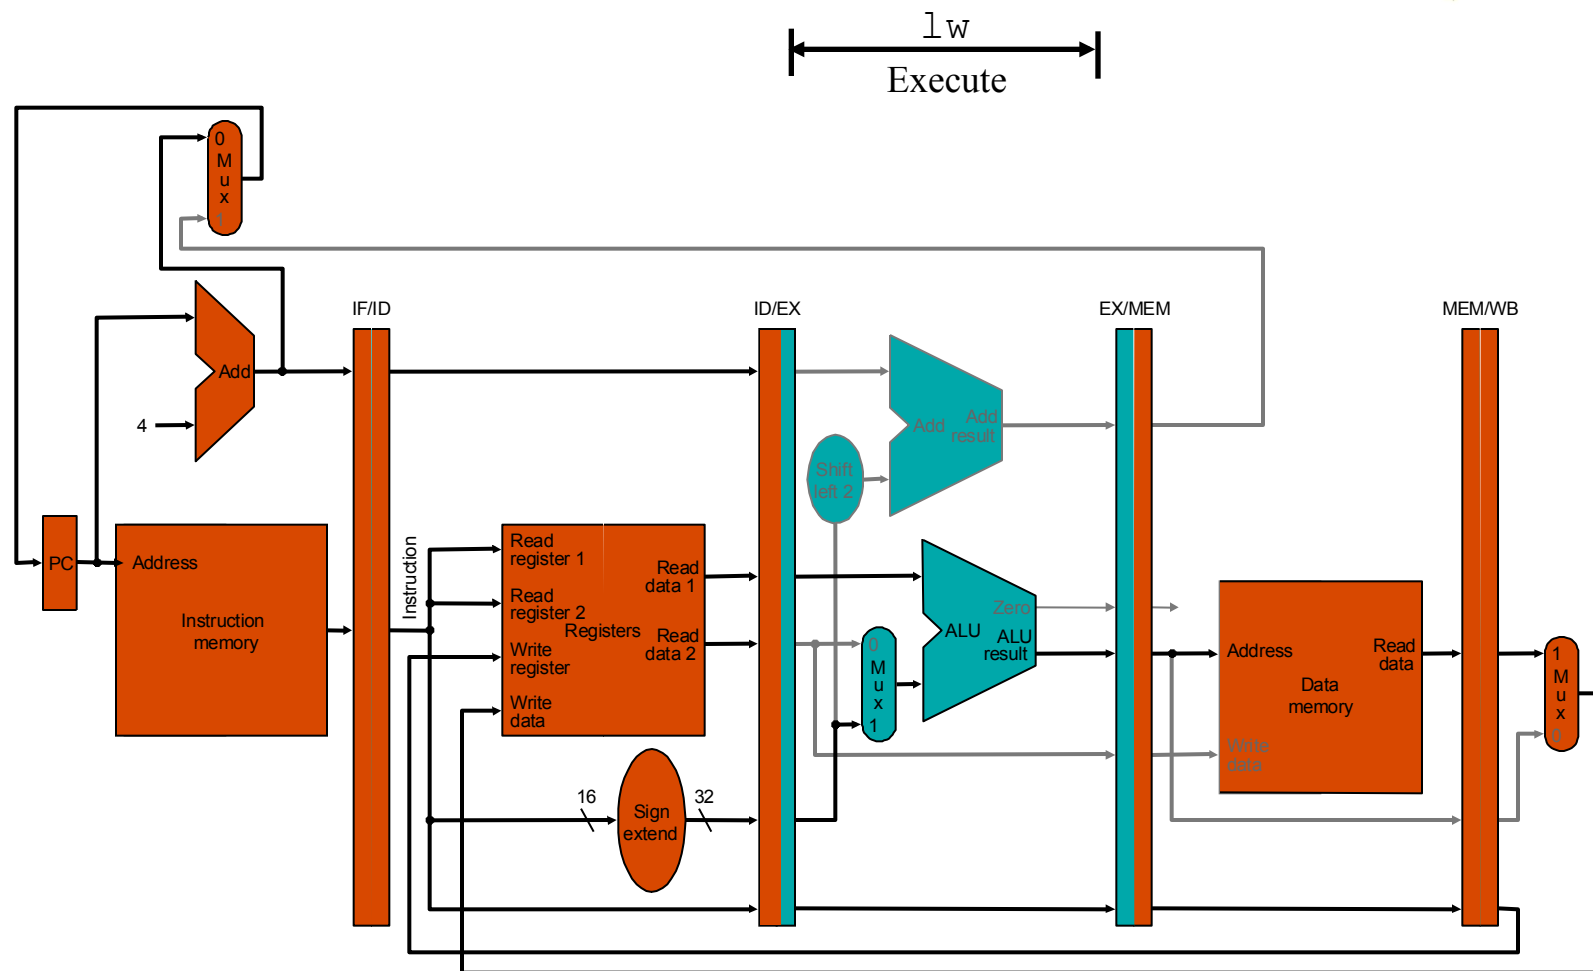 lw
Execute
0
M
u
x
1
IF/ID
ID/EX
EX/MEM
MEM/WB
Add
4
Add
Add
result
Shift
left 2
PC
Address
Instruction
memory
Instruction
Read
register 1
Read
register 2
Write
register
Write
data
Registers
Read
data 1
Read
data 2
16
Sign
extend
32
0
M
u
x
1
ALU
Zero
ALU
result
Address
Read
data
Data
memory
Write
data
1
M
u
x
0